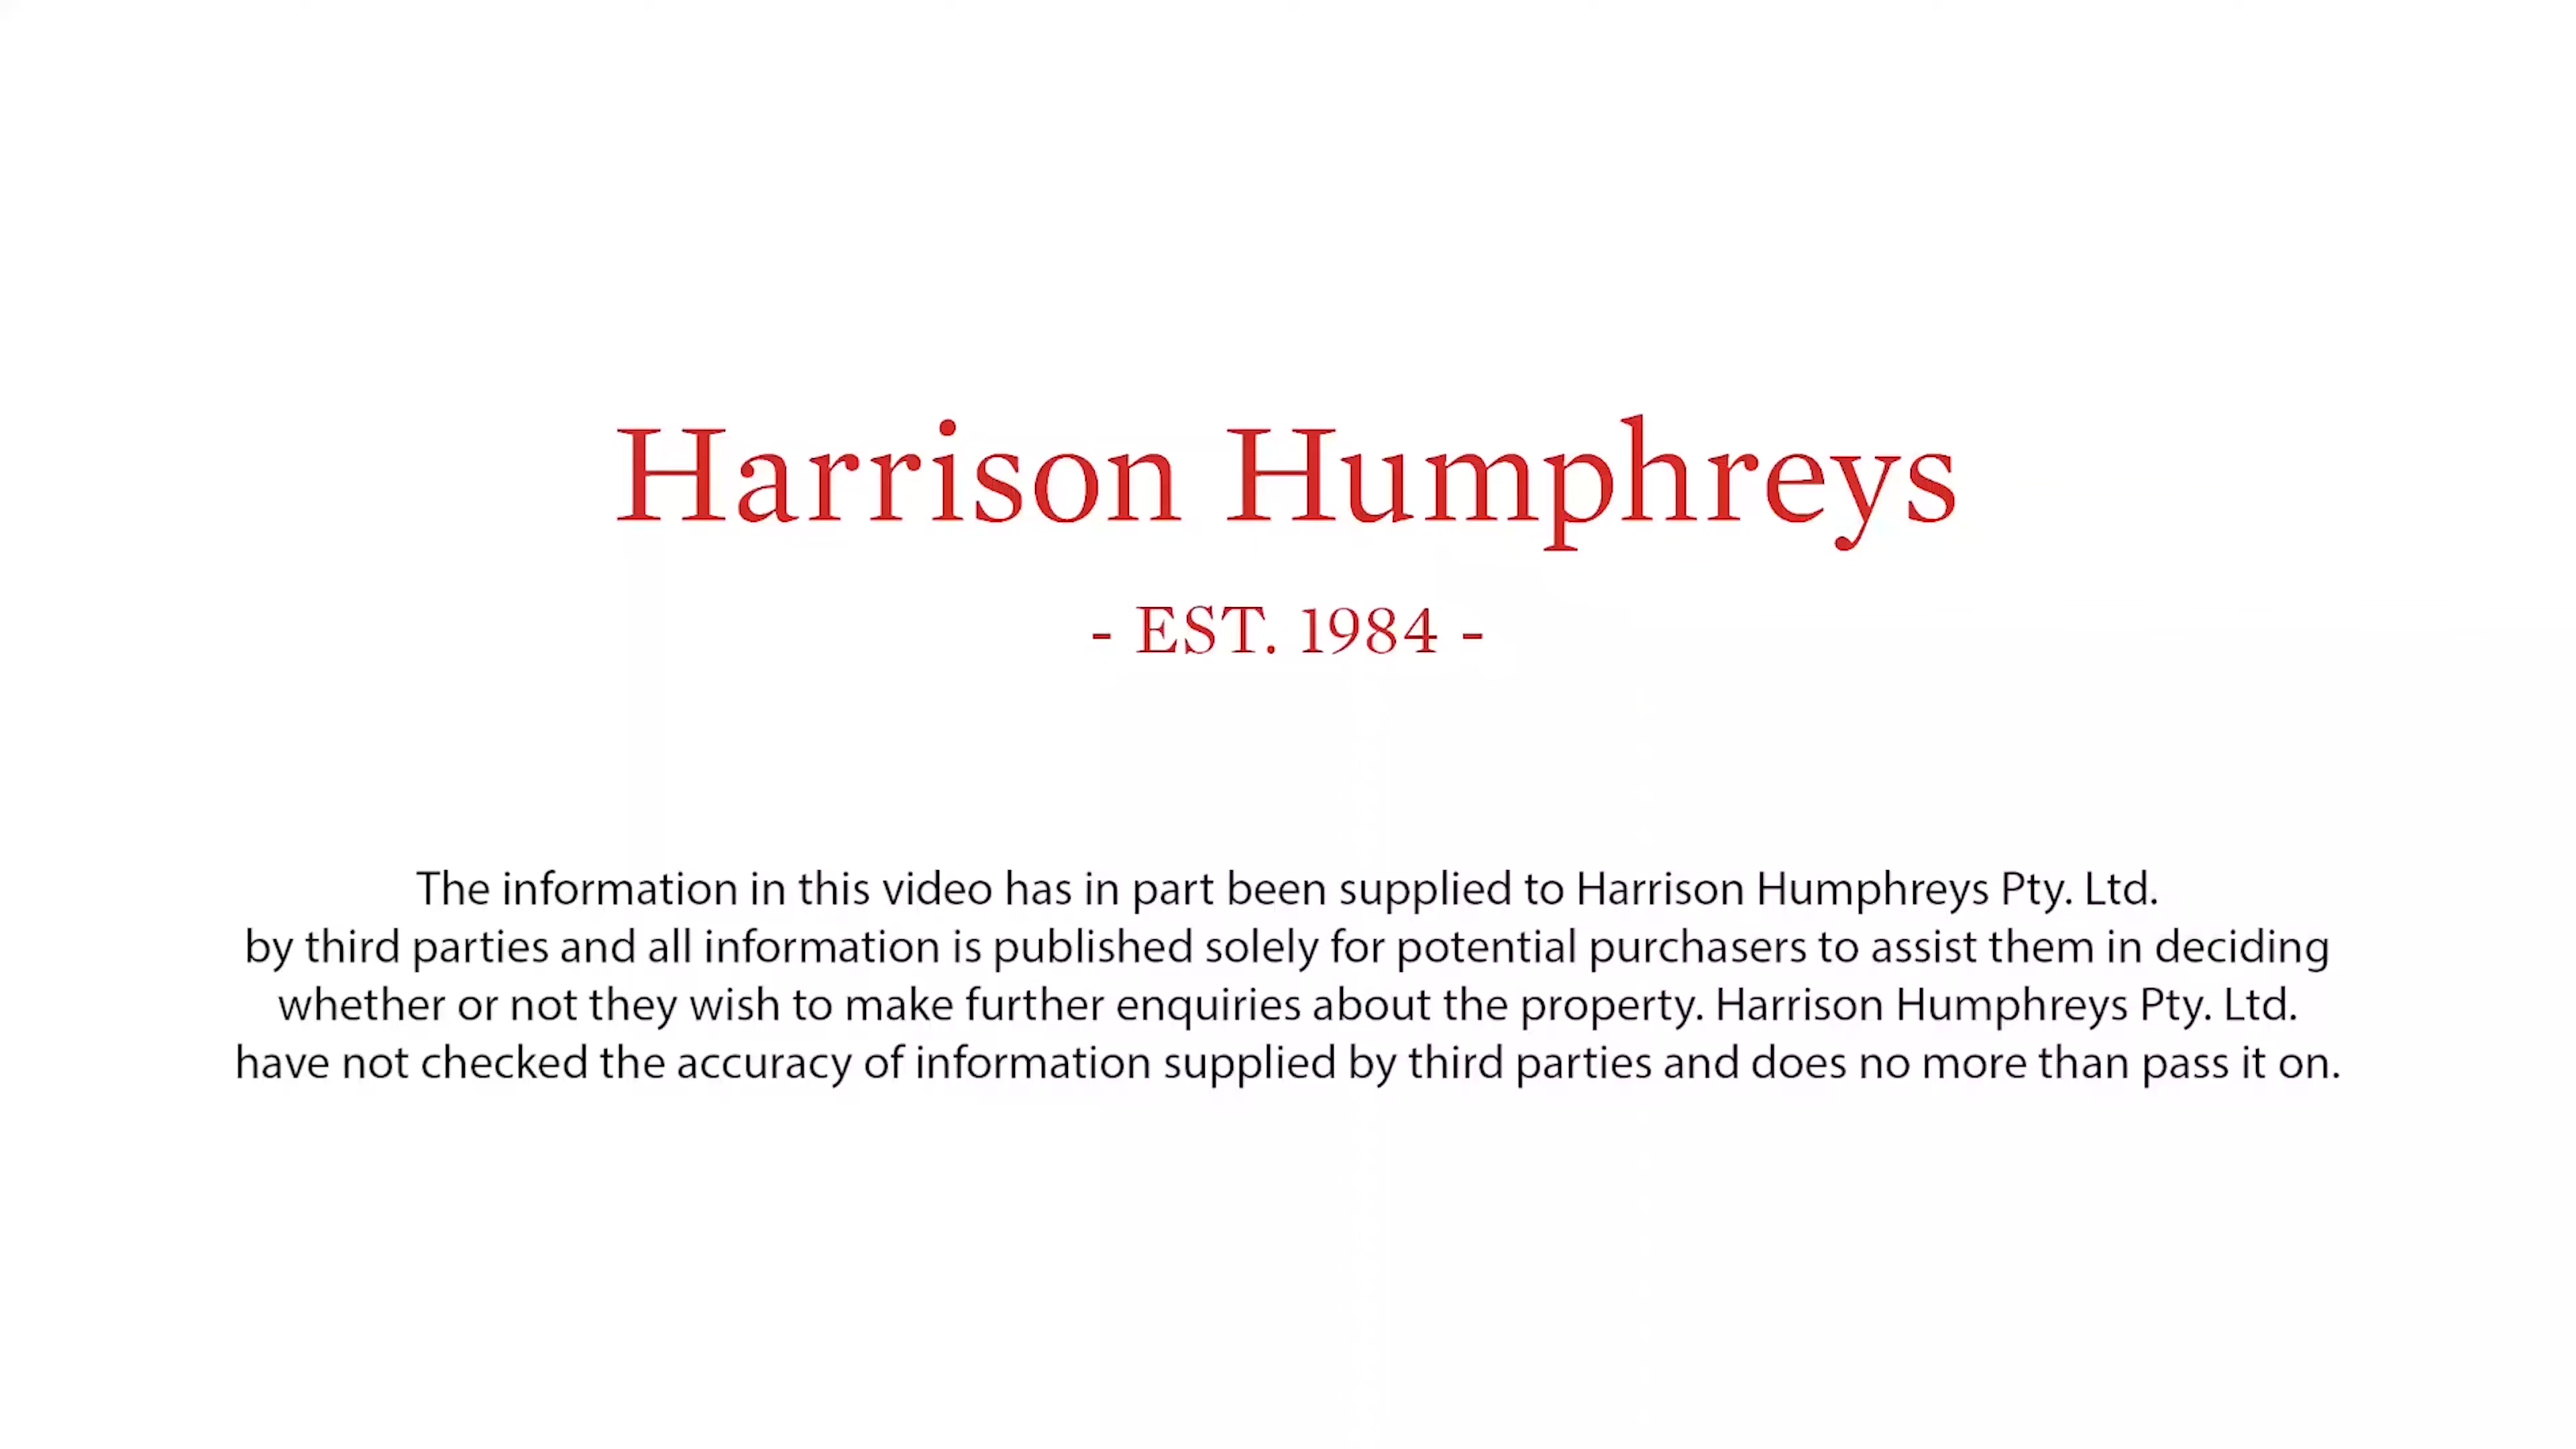 Harrison Humphreys
- EST. 1984 -
The information in this video has in part been supplied to Harrison Humphreys Pty. Ltd.
by third parties and all information is published solely for potential purchasers to assist them in deciding
whether or not they wish to make further enquiries about the property. Harrison Humphreys Pty. Ltd.
have not checked the accuracy of information supplied by third parties and does no more than pass it on.